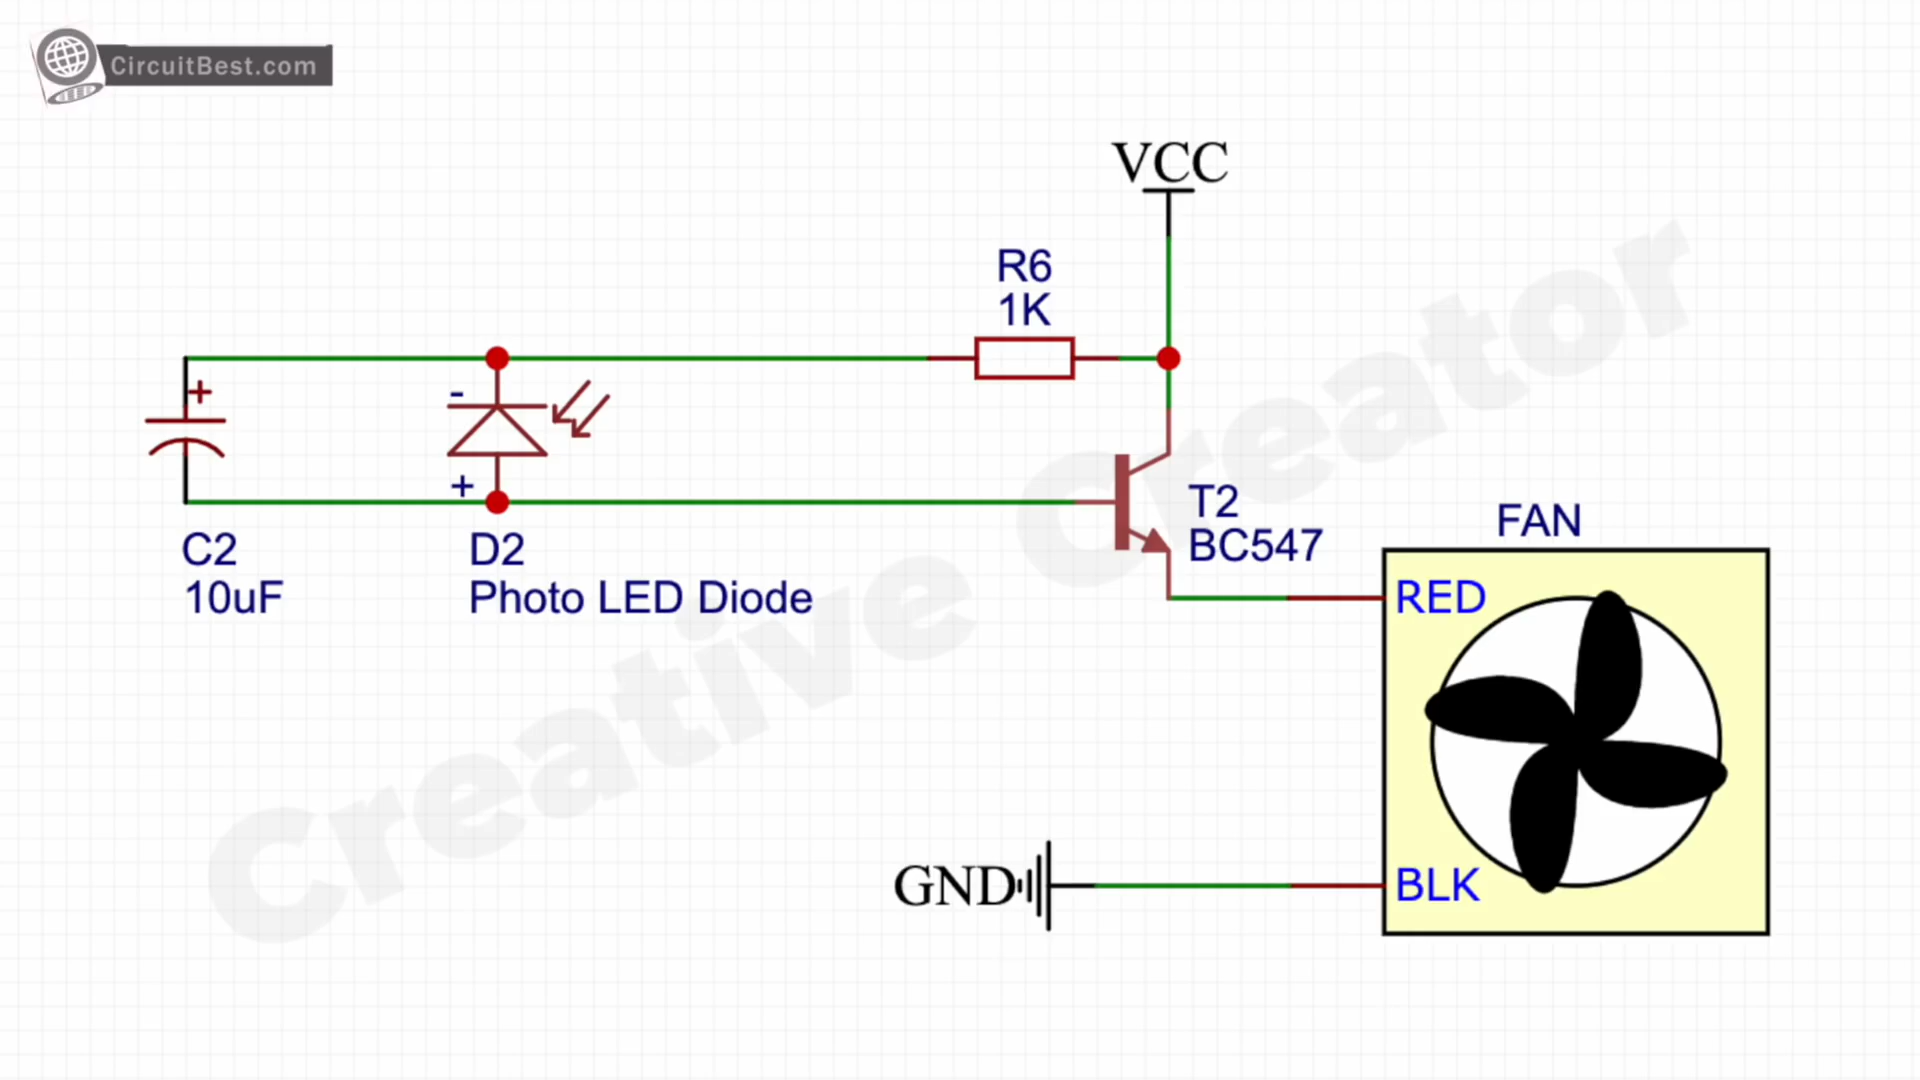 CircuitBest.com
VCC
R6
1K
+
-
+
C2
10uF
D2
Photo LED Diode
T2
BC547
FAN
RED
BLK
GND
Creative Creator